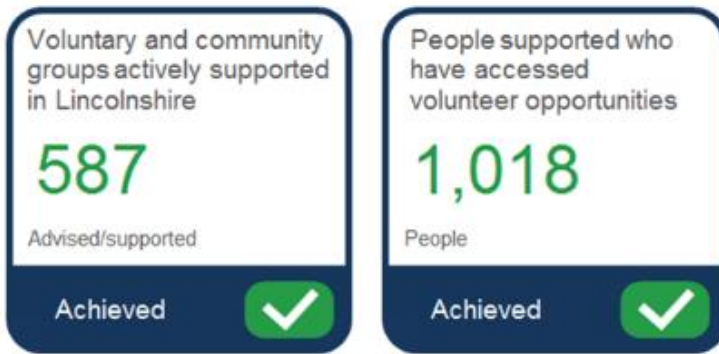 Voluntary and community
groups actively supported
in Lincolnshire
587
Advised/supported
Achieved
People supported who
have accessed
volunteer opportunities
1,018
People
Achieved